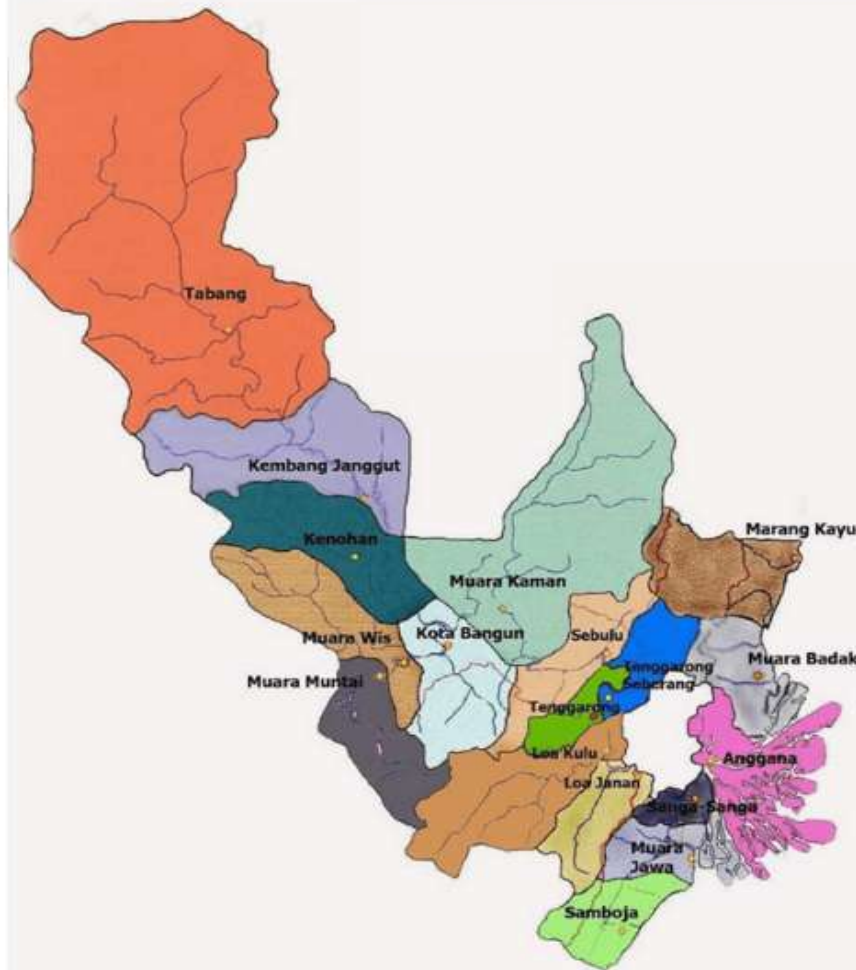 Tabang
Kembang Janggut
Kenohan
Marang Kayu
Muara Kaman
Muara Wis
Kota Bangun
Sebulu
Muara Muntai
Tenggarong
Seberang
Muara Badak
Tenggarong
Loa Kulu
Anggana
Loa Janan
Sanga-Sanga
Muara
Jawa
Samboja